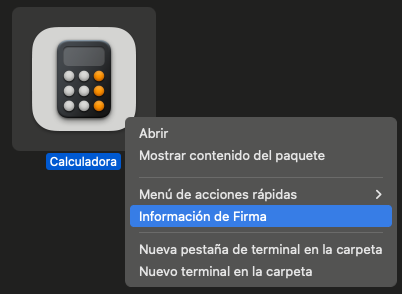 Calculadora
Abrir
Mostrar contenido del paquete
Menú de acciones rápidas
Información de Firma
Nueva pestaña de terminal en la carpeta
Nuevo terminal en la carpeta